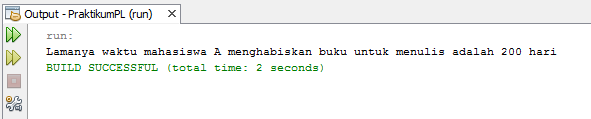 Output - PraktikumPL (run)
run:
Lamanya waktu mahasiswa A menghabiskan buku untuk menulis adalah 200 hari
BUILD SUCCESSFUL (total time: 2 seconds)